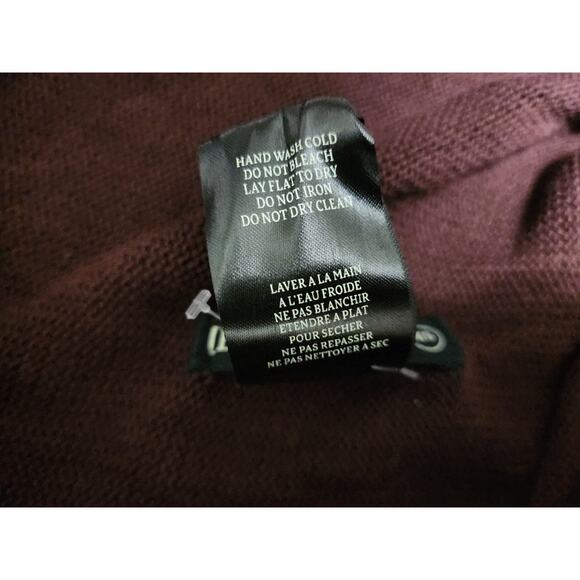 HAND WASH COLD
DO NOT BLEACH
LAY FLAT TO DRY
DO NOT IRON
DO NOT DRY CLEAN
LAVER A LA MAIN
A L'EAU FROIDE
NE PAS BLANCHIR
ETENDRE A PLAT
POUR SECHER
NE PAS REPASSER
NE PAS NETTOYER A SEC